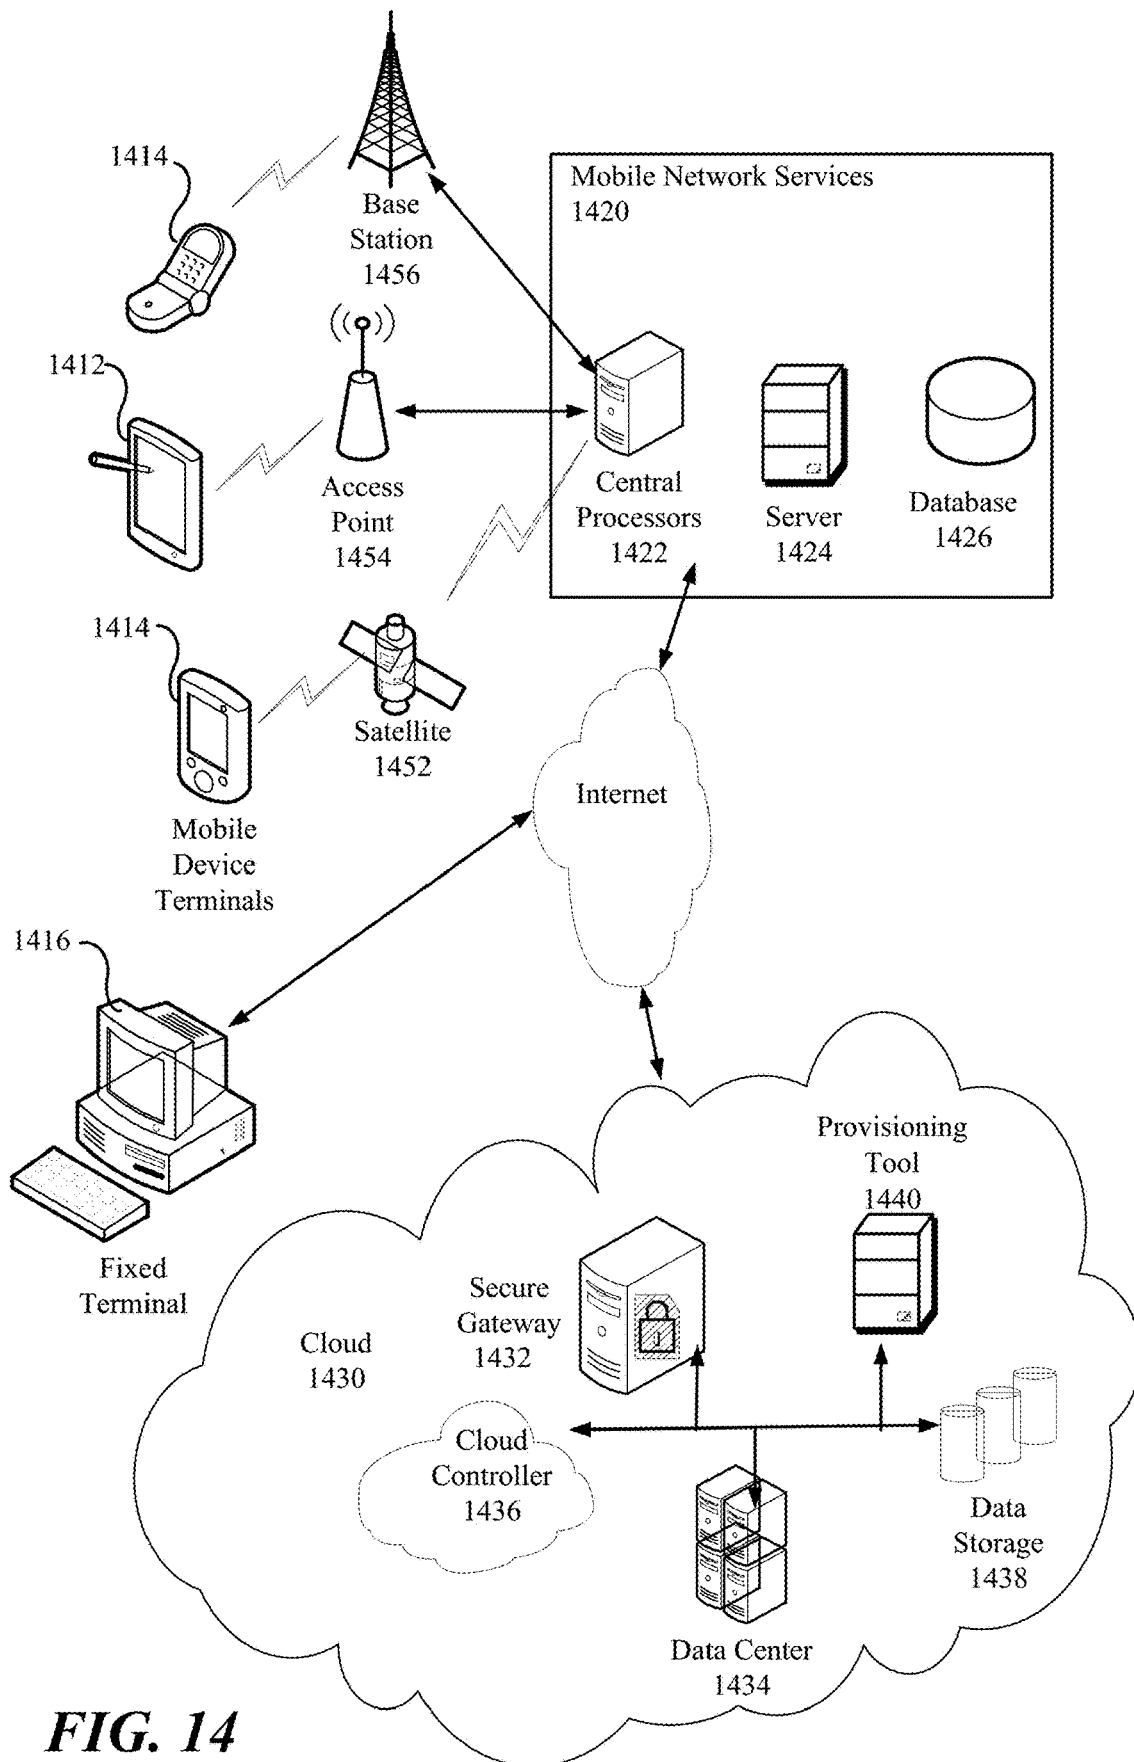 1414
Base
Station
1456
Mobile Network Services
1420
1412
Access
Point
1454
Central
Processors
1422
Server
1424
Database
1426
1414
Satellite
1452
Mobile
Device
Terminals
Internet
1416
Fixed
Terminal
Provisioning
Tool
1440
Secure
Gateway
1432
Cloud
1430
Cloud
Controller
1436
Data
Storage
1438
Data Center
1434
FIG. 14